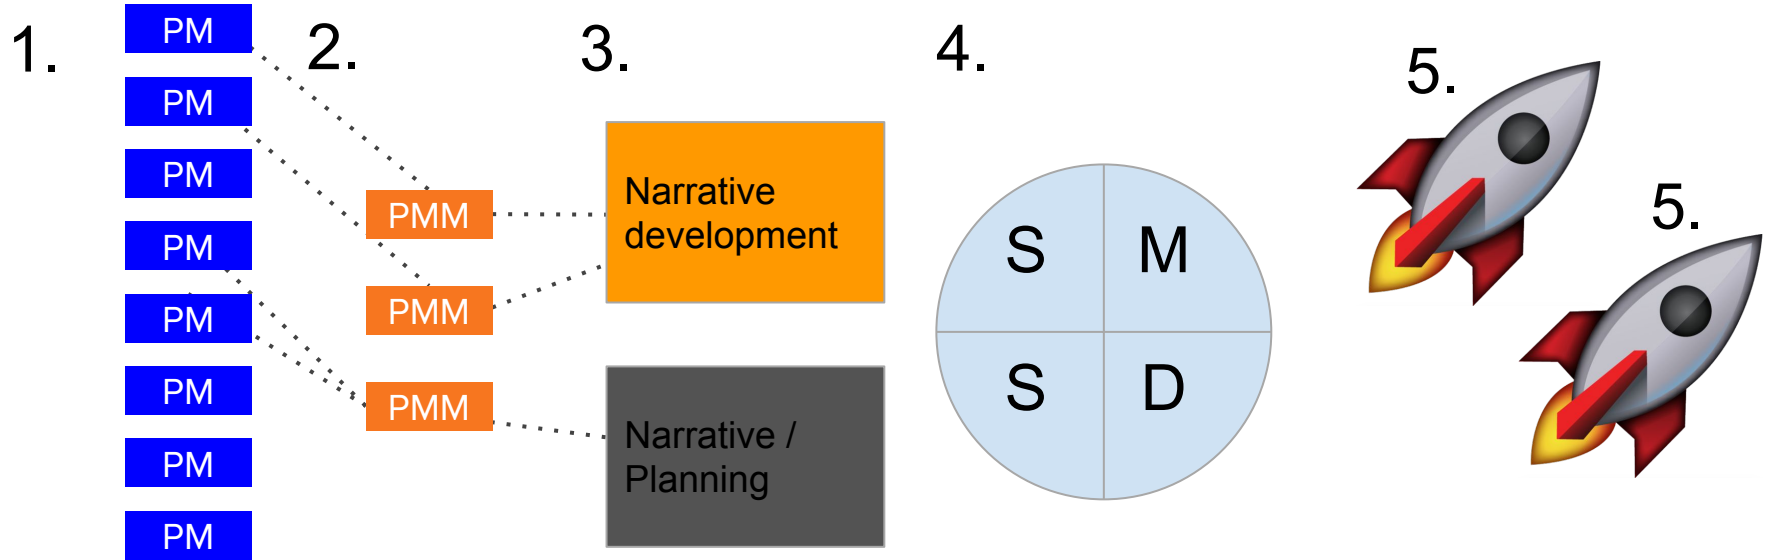 1.
PM
PM
PM
PM
PM
PM
PM
PM
2.
PMM
PMM
PMM
3.
Narrative
development
Narrative /
Planning
4.
S M
S D
5.
5.